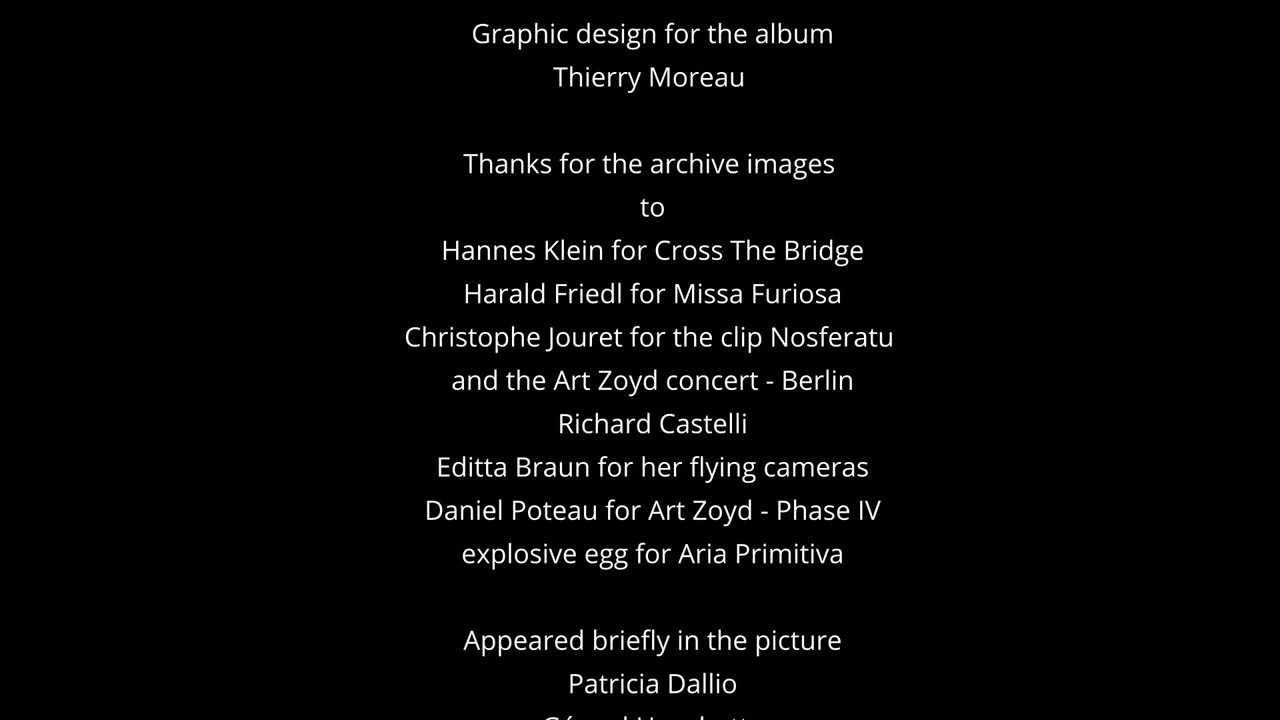 Graphic design for the album
Thierry Moreau
Thanks for the archive images
to
Hannes Klein for Cross The Bridge
Harald Friedl for Missa Furiosa
Christophe Jouret for the clip Nosferatu
and the Art Zoyd concert - Berlin
Richard Castelli
Editta Braun for her flying cameras
Daniel Poteau for Art Zoyd - Phase IV
explosive egg for Aria Primitiva
Appeared briefly in the picture
Patricia Dallio